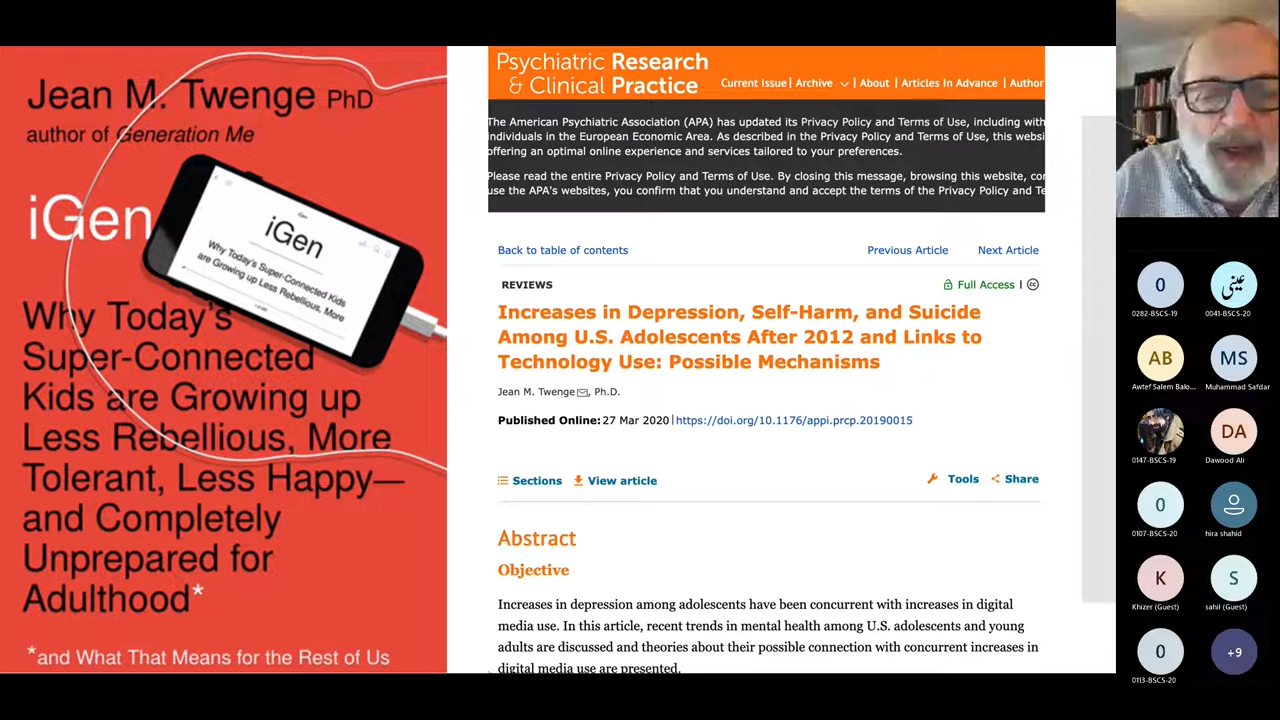 Jean M. Twenge PhD
author of Generation Me
iGen
iGen
iGen
Why Today's Super-Connected Kids
are Growing up Less Rebellious, More
Why Today's
Super-Connected
Kids are Growing up
Less Rebellious, More
Tolerant, Less Happy—
and Completely
Unprepared for
Adulthood*
*and What That Means for the Rest of Us
Psychiatric Research
& Clinical Practice
Current Issue | Archive | About | Articles In Advance | Author
The American Psychiatric Association (APA) has updated its Privacy Policy and Terms of Use, including with
individuals in the European Economic Area. As described in the Privacy Policy and Terms of Use, this websi
offering an optimal online experience and services tailored to your preferences.
Please read the entire Privacy Policy and Terms of Use. By closing this message, browsing this website, con
use the APA's websites, you confirm that you understand and accept the terms of the Privacy Policy and Te
Back to table of contents
Previous Article Next Article
REVIEWS
Full Access | cc
Increases in Depression, Self-Harm, and Suicide
Among U.S. Adolescents After 2012 and Links to
Technology Use: Possible Mechanisms
Jean M. Twenge, Ph.D.
Published Online: 27 Mar 2020 | https://doi.org/10.1176/appi.prcp.20190015
Sections View article
Tools Share
Abstract
Objective
Increases in depression among adolescents have been concurrent with increases in digital
media use. In this article, recent trends in mental health among U.S. adolescents and young
adults are discussed and theories about their possible connection with concurrent increases in
digital media use are presented.
0 عینی
0282-BSCS-19 0041-BSCS-20
AB MS
Awtef Salem Balo... Muhammad Safdar
DA
0147-BSCS-19 Dawood Ali
0
0107-BSCS-20 hira shahid
K S
Khizer (Guest) sahil (Guest)
0 +9
0113-BSCS-20